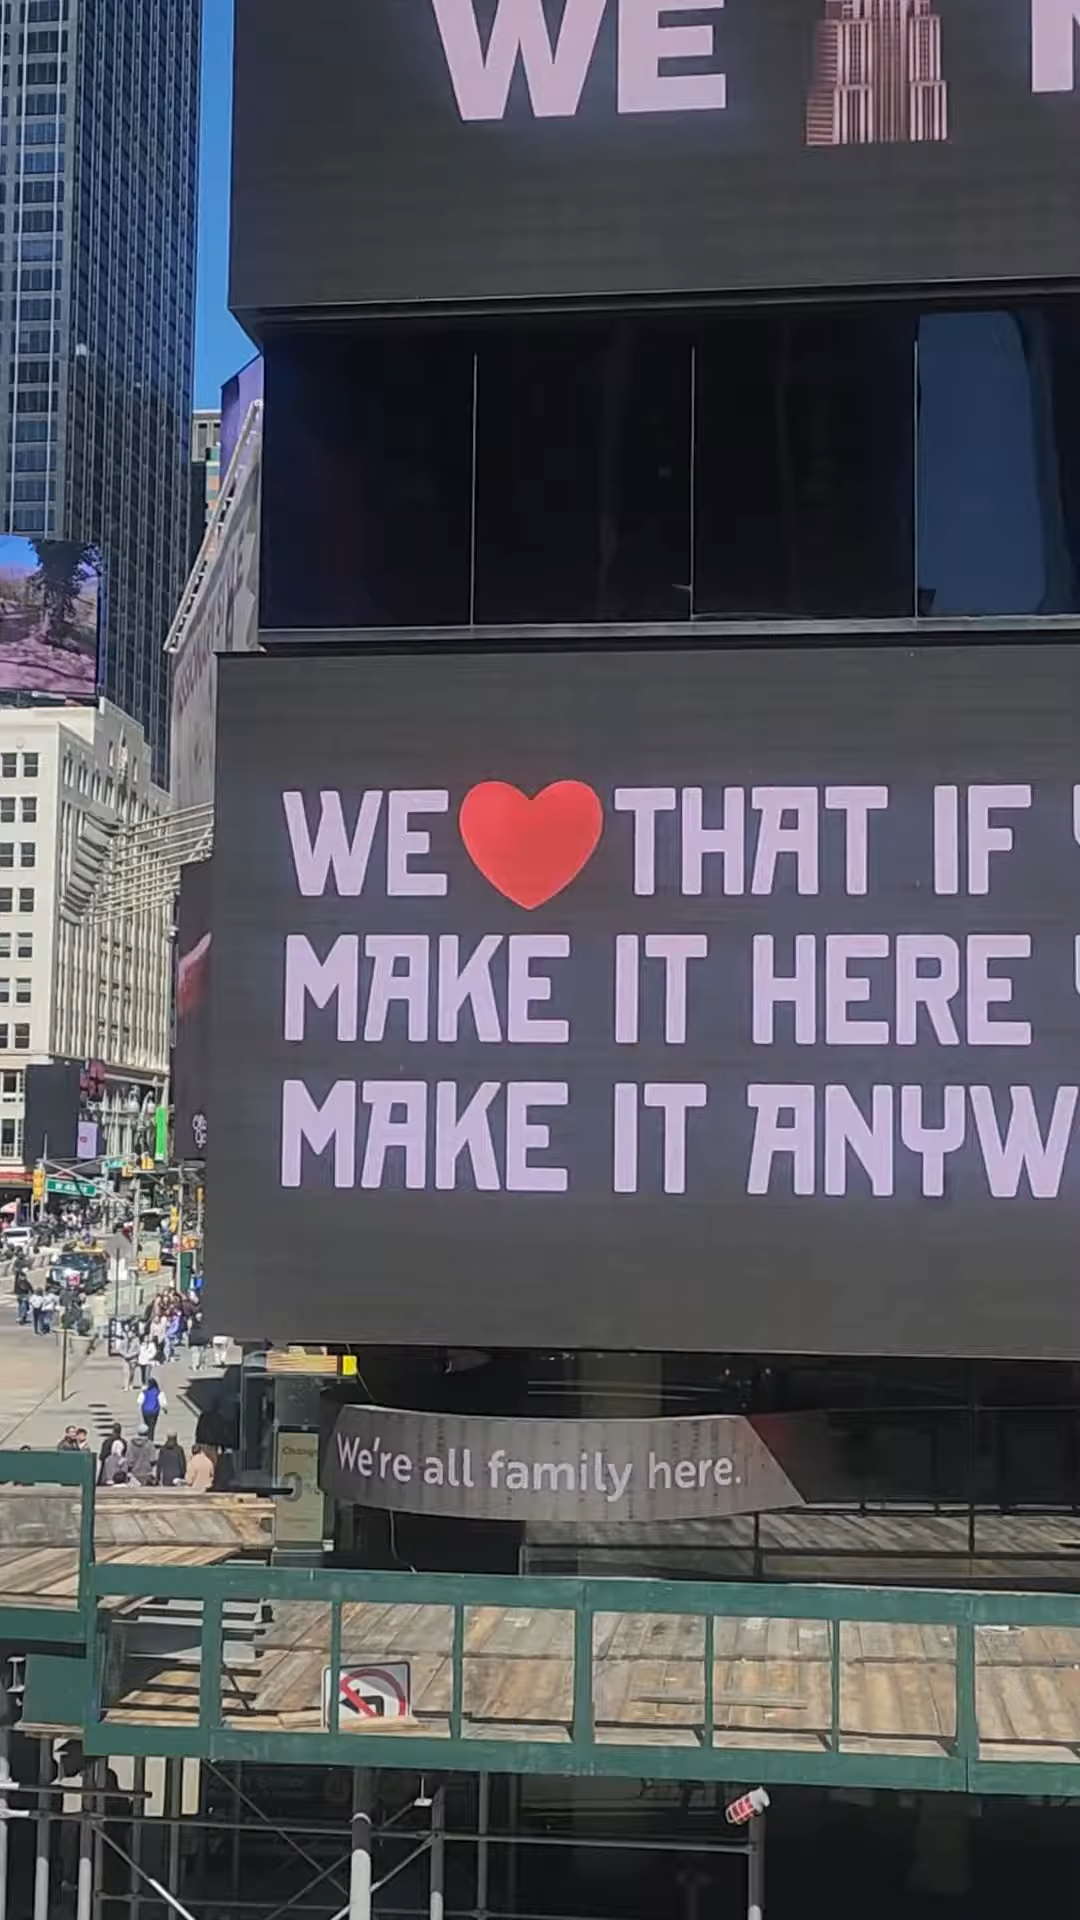 WE
WE THAT IF
MAKE IT HERE
MAKE IT ANYW
We're all family here.